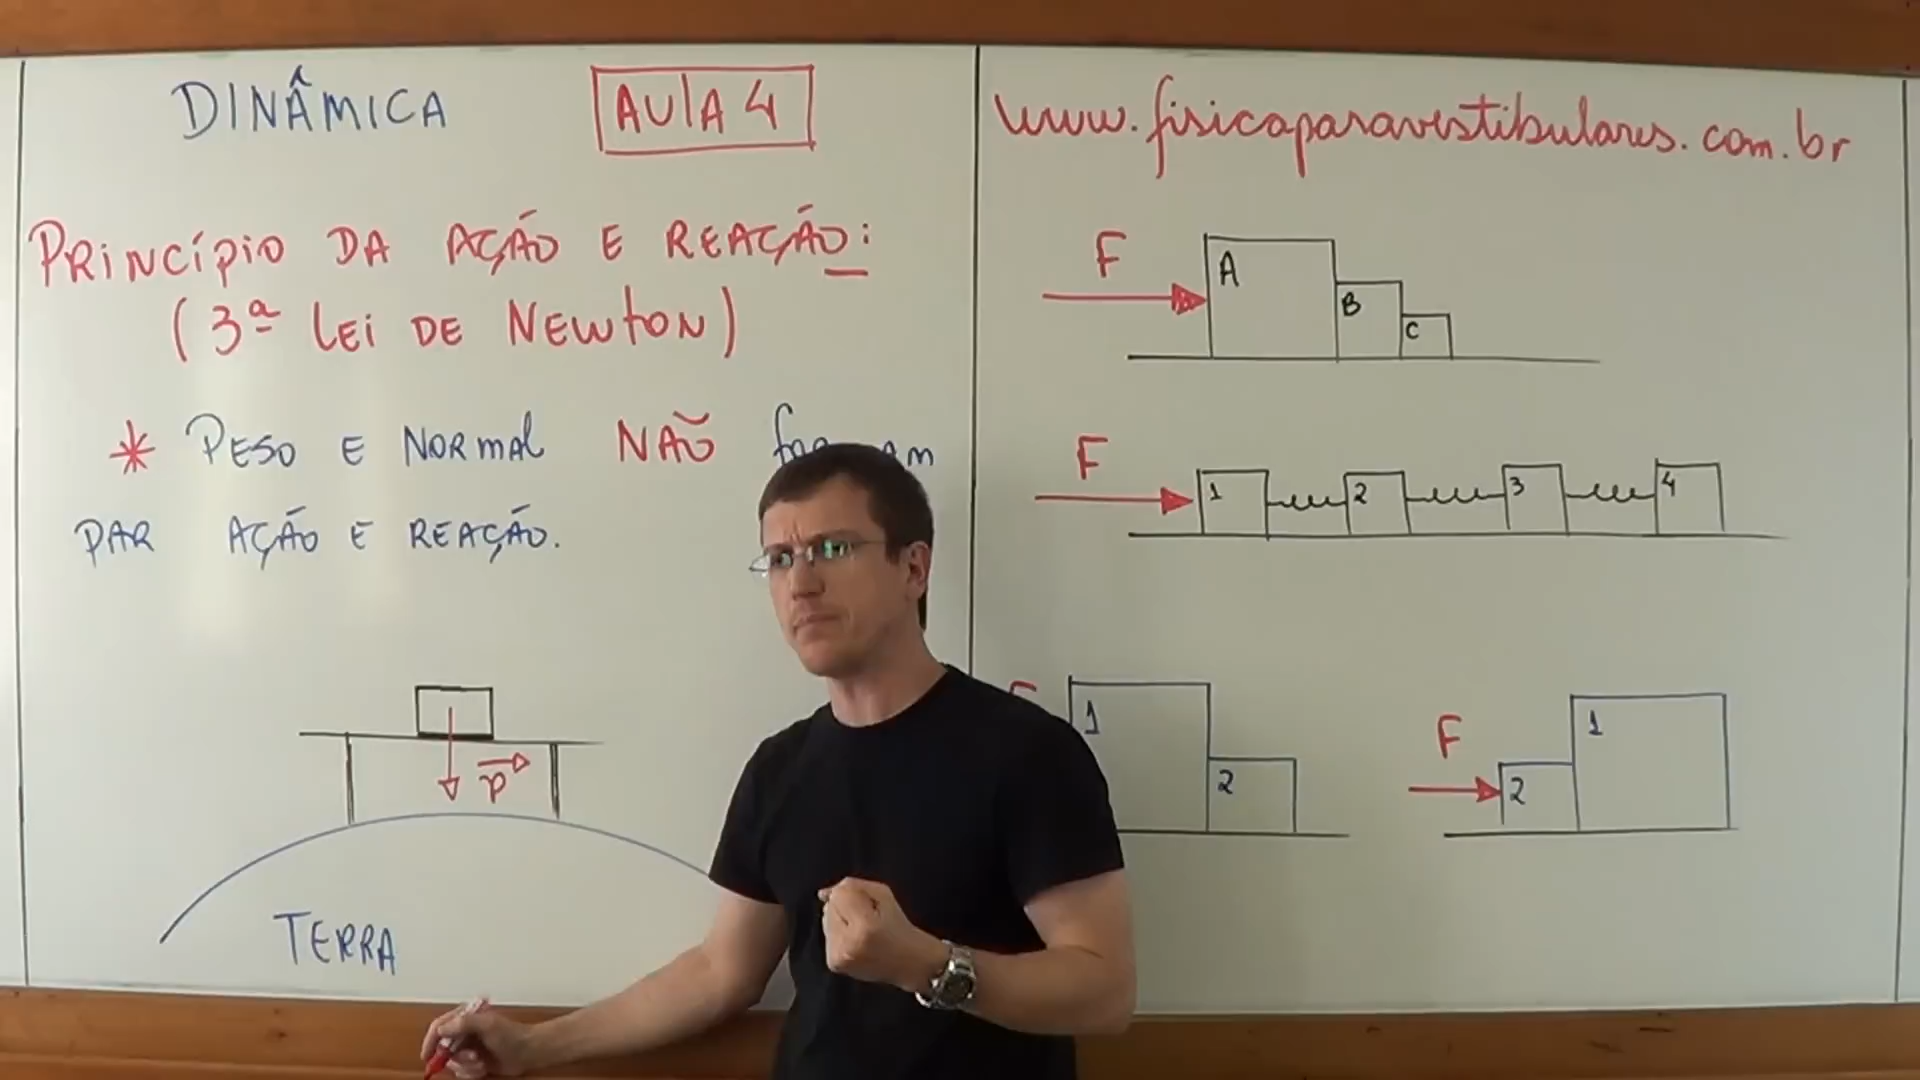 DINÂMICA
AULA 4
PRINCÍPIO DA AÇÃO E REAÇÃO:
(3ª LEI DE NEWTON)
* PESO E NORMAL NÃO
PAR AÇÃO E REAÇÃO.
P
TERRA
www.fisicaparavestibulares.com.br
F A B C
F 1 2 3 4
F 1 2
F 2 1